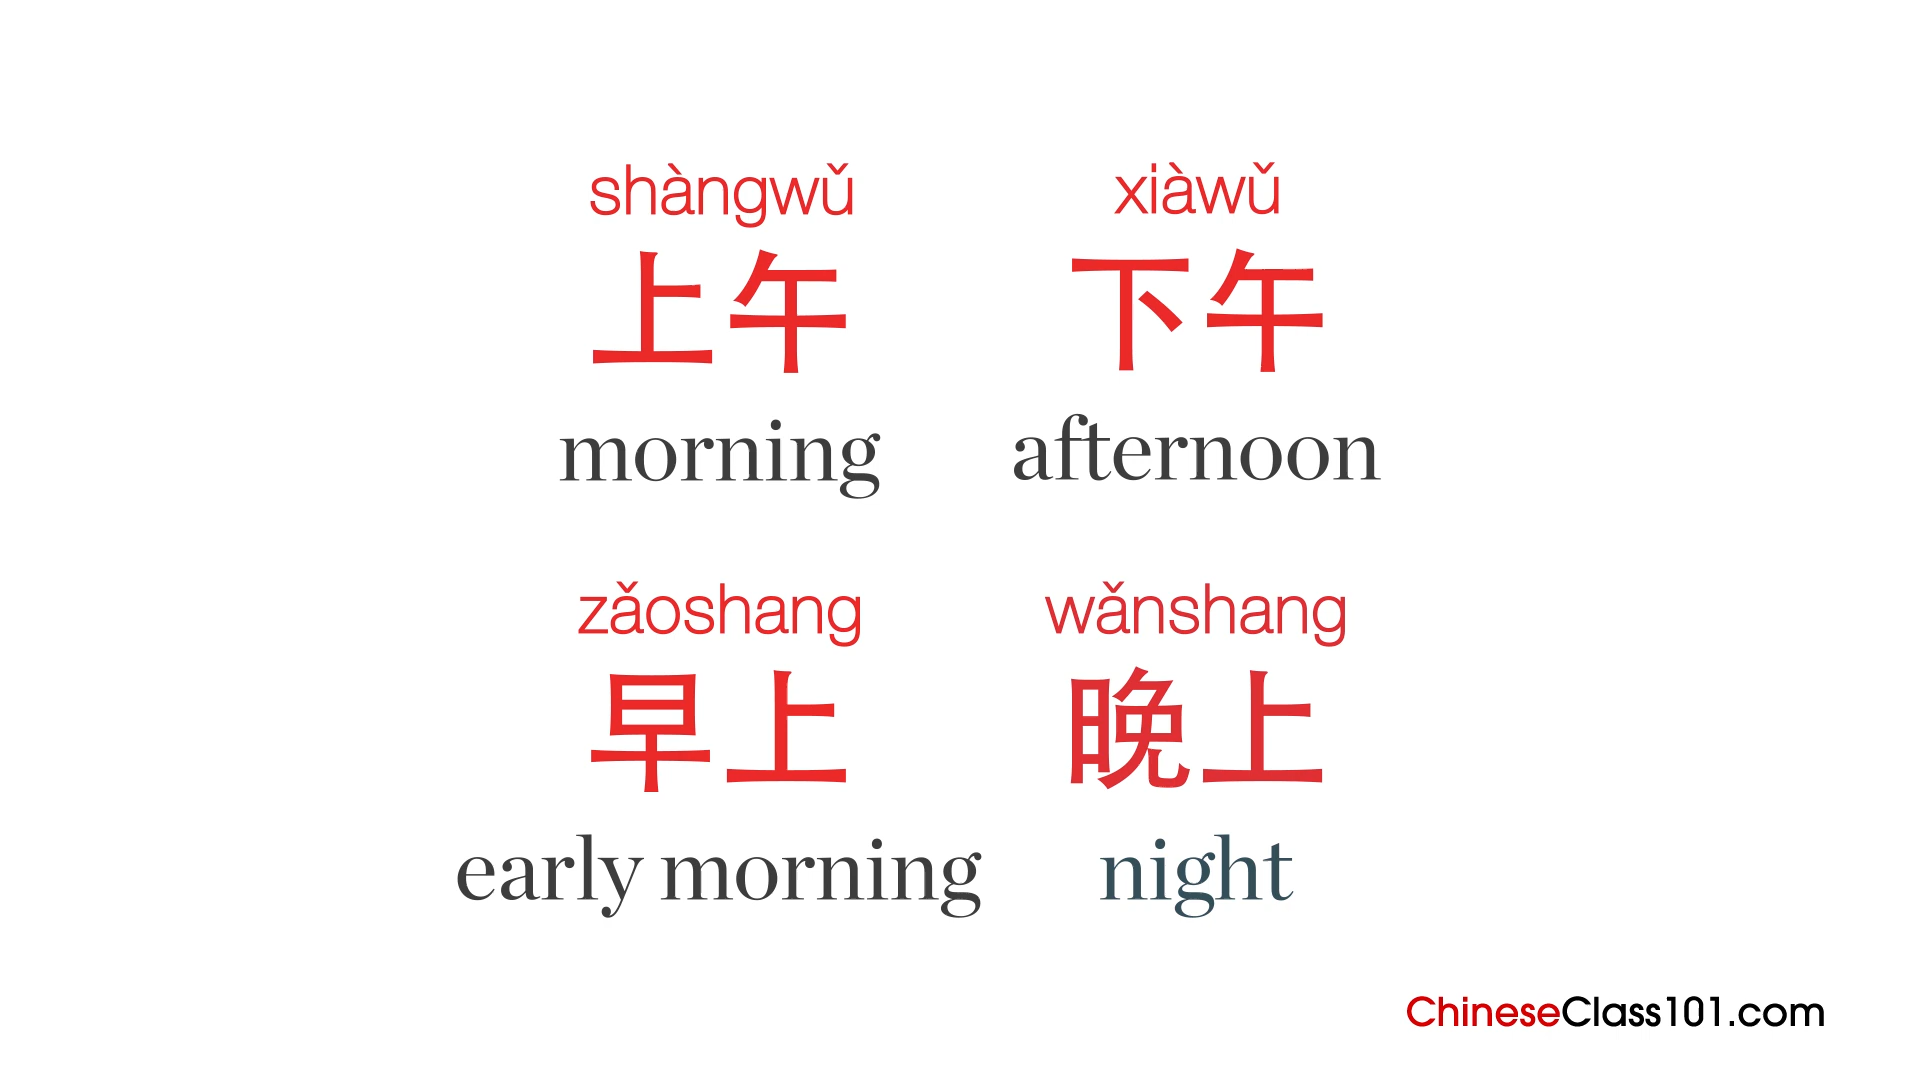 shàngwǔ
上午
morning
xiàwǔ
下午
afternoon
zǎoshang
早上
early morning
wǎnshang
晚上
night
ChineseClass101.com